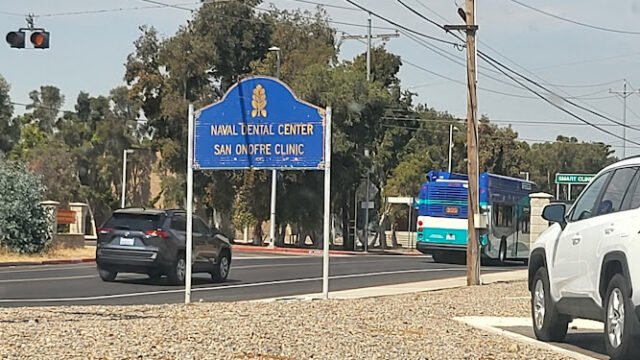 NAVAL DENTAL CENTER
SAN ONOFRE CLINIC
SMART CLINIC